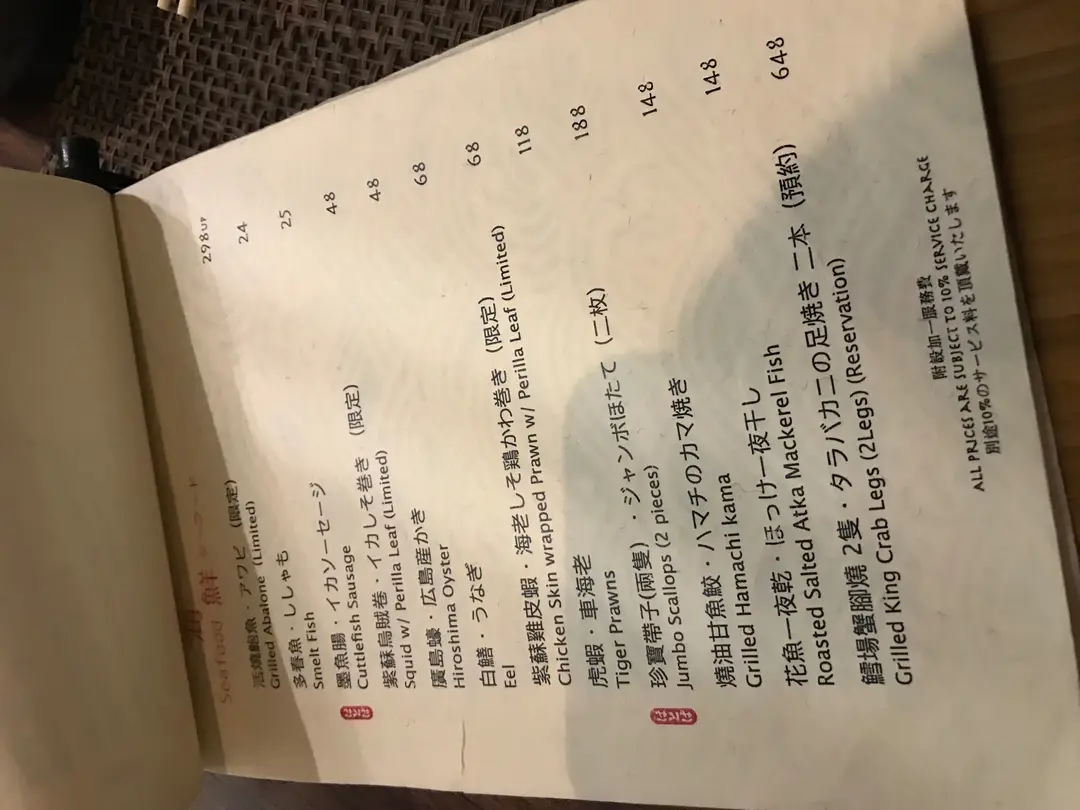 海鮮 シーフード
Seafood
活燒鮑魚・アワビ (限定) 298UP
Grilled Abalone (Limited)
多春魚・ししゃも 24
Smelt Fish
墨魚腸・イカソーセージ 25
Cuttlefish Sausage
紫蘇烏賊卷・イカしそ巻き (限定) 48
Squid w/ Perilla Leaf (Limited)
廣島蠔・広島産かき 48
Hiroshima Oyster
白鱔・うなぎ 68
Eel
紫蘇雞皮蝦・海老しそ鶏かわ巻き (限定) 68
Chicken Skin wrapped Prawn w/ Perilla Leaf (Limited)
虎蝦・車海老 118
Tiger Prawns
珍寶帶子(兩隻)・ジャンボほたて (二枚) 188
Jumbo Scallops (2 pieces)
燒油甘魚鮫・ハマチのカマ焼き 148
Grilled Hamachi kama
花魚一夜乾・ほっけ一夜干し 148
Roasted Salted Atka Mackerel Fish
鱈場蟹腳燒 2隻・タラバカニの足焼き 二本 (預約) 648
Grilled King Crab Legs (2Legs) (Reservation)
附設加一服務費
ALL PRICES ARE SUBJECT TO 10% SERVICE CHARGE
別途10%のサービス料を頂戴いたします